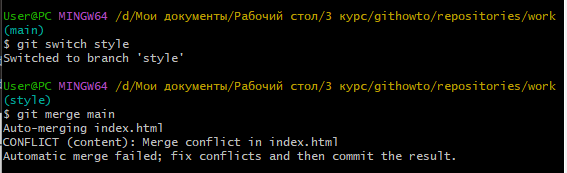 User@PC MINGW64 /d/Мои документы/Рабочий стол/3 курс/githowto/repositories/work
(main)
$ git switch style
Switched to branch 'style'
User@PC MINGW64 /d/Мои документы/Рабочий стол/3 курс/githowto/repositories/work
(style)
$ git merge main
Auto-merging index.html
CONFLICT (content): Merge conflict in index.html
Automatic merge failed; fix conflicts and then commit the result.